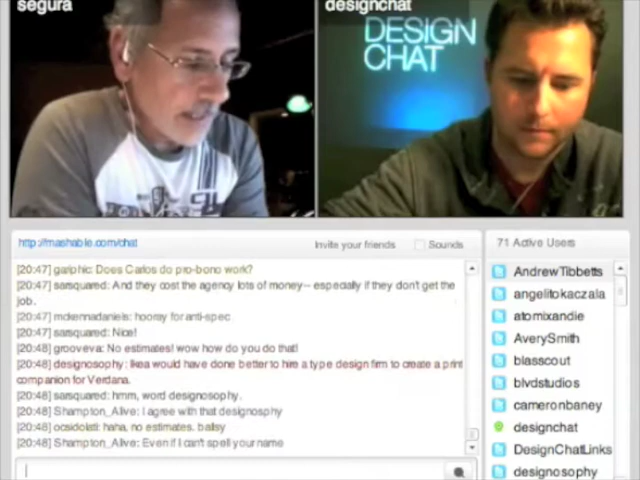 segura
designchat
DESIGN
CHAT
http://mashable.com/chat
Invite your friends
Sounds
71 Active Users
[20:47] gariphic: Does Carlos do pro-bono work?
[20:47] sarsquared: And they cost the agency lots of money-- especially if they don't get the
job.
[20:47] mckennadaniels: hooray for anti-spec
[20:47] sarsquared: Nice!
[20:48] grooveva: No estimates! wow how do you do that!
[20:48] designosophy: Ikea would have done better to hire a type design firm to create a print
companion for Verdana.
[20:48] sarsquared: hmm, word designosophy.
[20:48] Shampton_Alive: I agree with that designosphy
[20:48] ocsidolati: haha, no estimates. ballsy
[20:48] Shampton_Alive: Even if I can't spell your name
AndrewTibbetts
angelitokaczala
atomixandie
AverySmith
blasscout
blvdstudios
cameronbaney
designchat
DesignChatLinks
designosophy